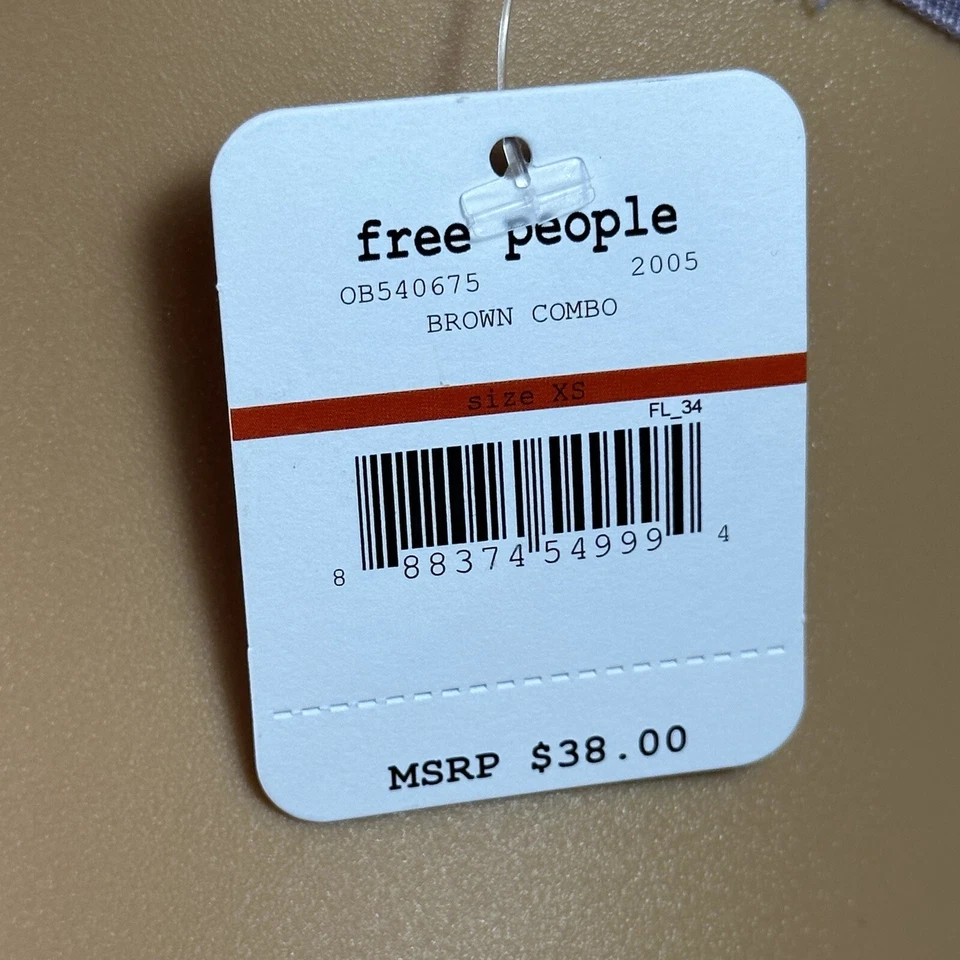 free people
OB540675 2005
BROWN COMBO
size XS
FL_34
8 88374 54999 4
MSRP $38.00